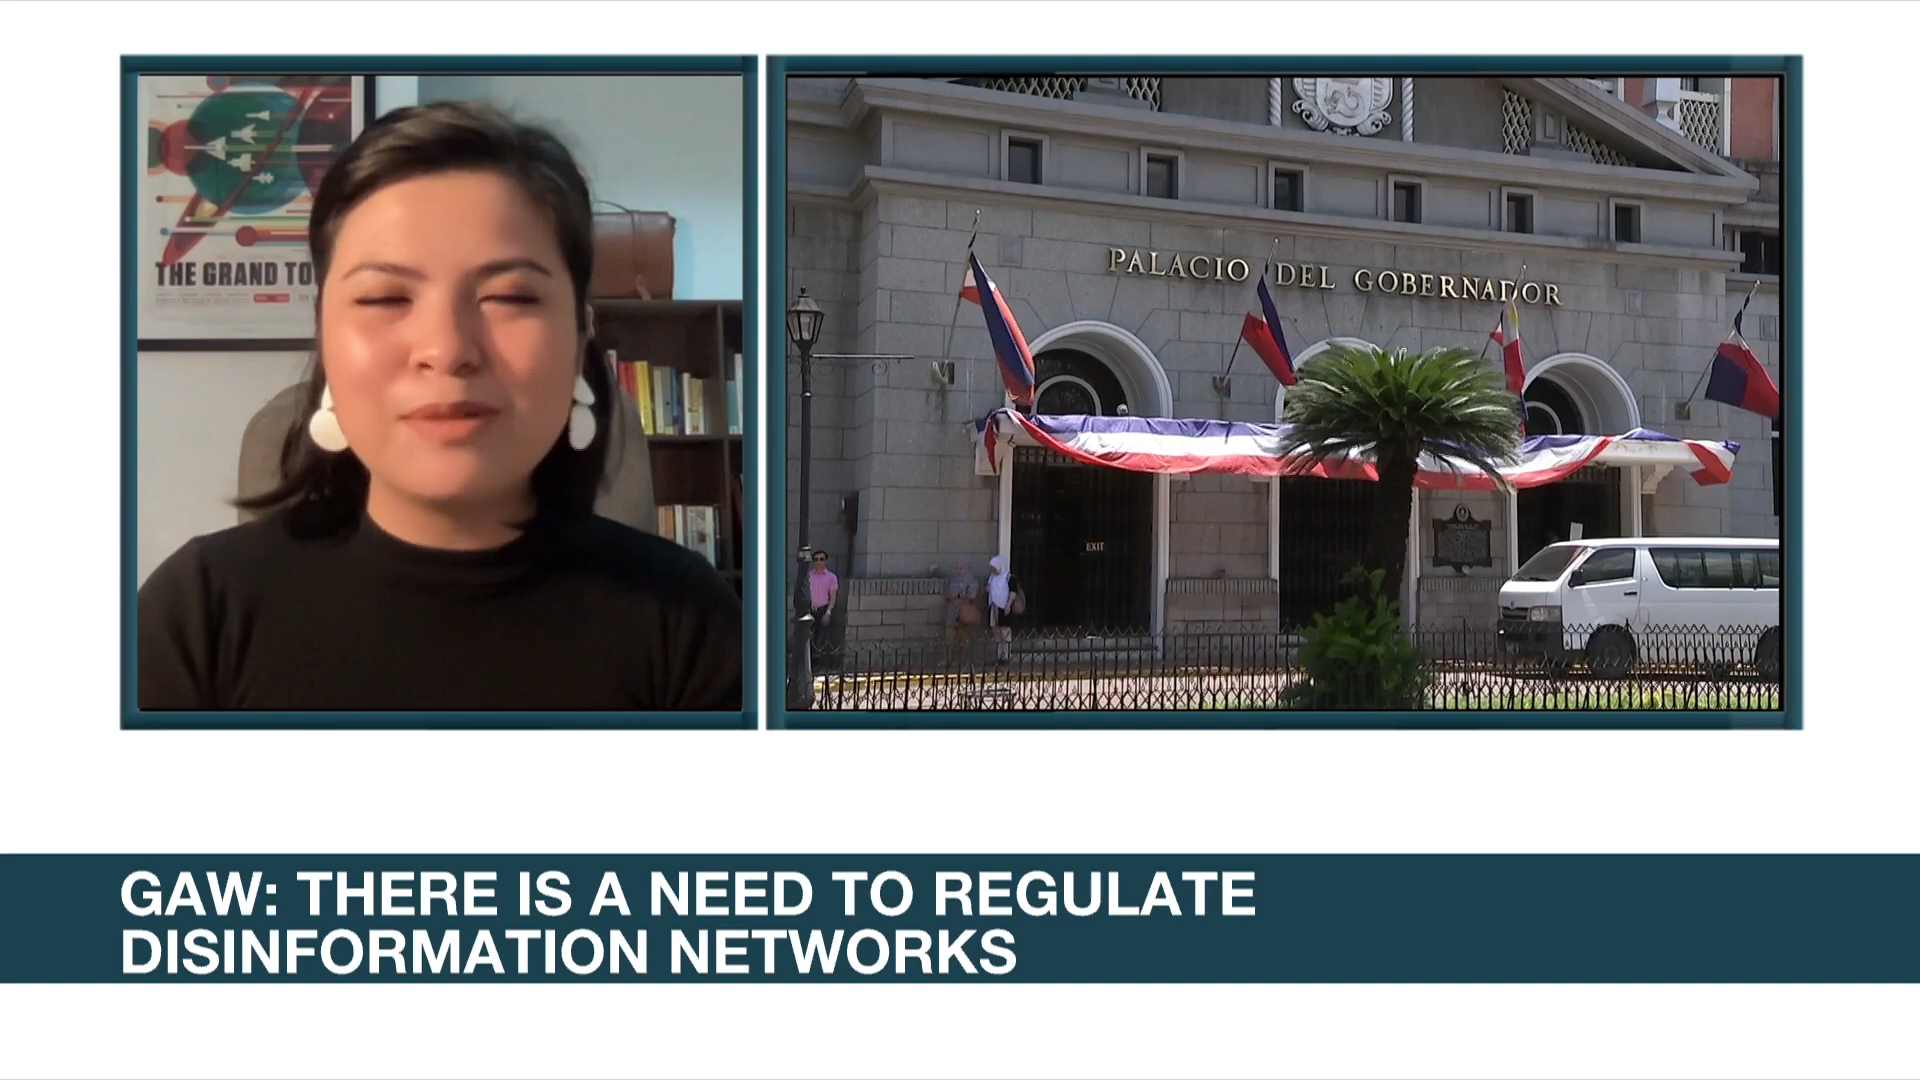 THE GRAND TO
PALACIO DEL GOBERNADOR
EXIT
GAW: THERE IS A NEED TO REGULATE
DISINFORMATION NETWORKS